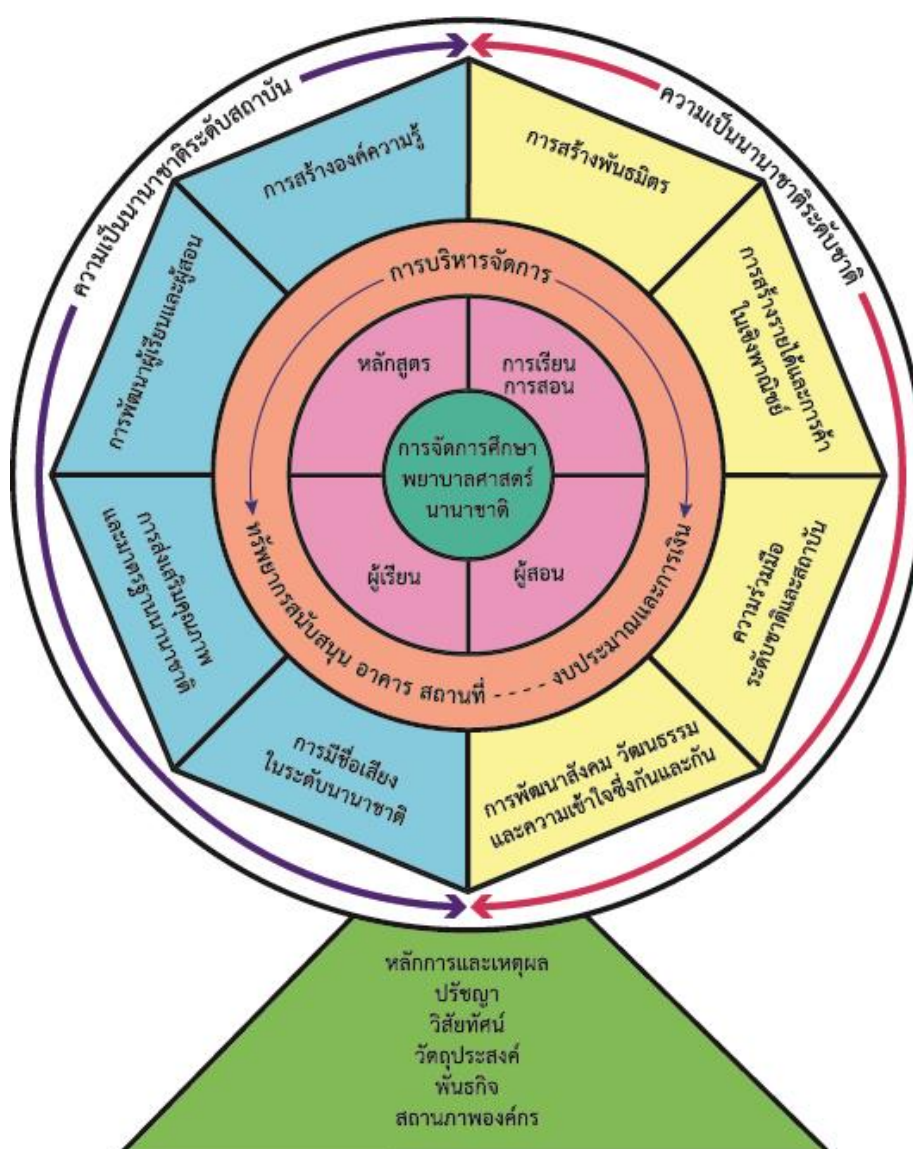 ความเป็นนานาชาติระดับสถาบัน
ความเป็นนานาชาติระดับชาติ
การสร้างองค์ความรู้
การสร้างพันธมิตร
การพัฒนาผู้เรียนและผู้สอน
การสร้างรายได้และการค้า
ในเชิงพาณิชย์
การบริหารจัดการ
หลักสูตร
การเรียน
การสอน
การจัดการศึกษา
พยาบาลศาสตร์
นานาชาติ
ผู้เรียน
ผู้สอน
การส่งเสริมคุณภาพ
และมาตรฐานนานาชาติ
ความร่วมมือ
ระดับชาติและสถาบัน
ทรัพยากรสนับสนุน อาคาร สถานที่ - - - - งบประมาณและการเงิน
การมีชื่อเสียง
ในระดับนานาชาติ
การพัฒนาสังคม วัฒนธรรม
และความเข้าใจซึ่งกันและกัน
หลักการและเหตุผล
ปรัชญา
วิสัยทัศน์
วัตถุประสงค์
พันธกิจ
สถานภาพองค์กร